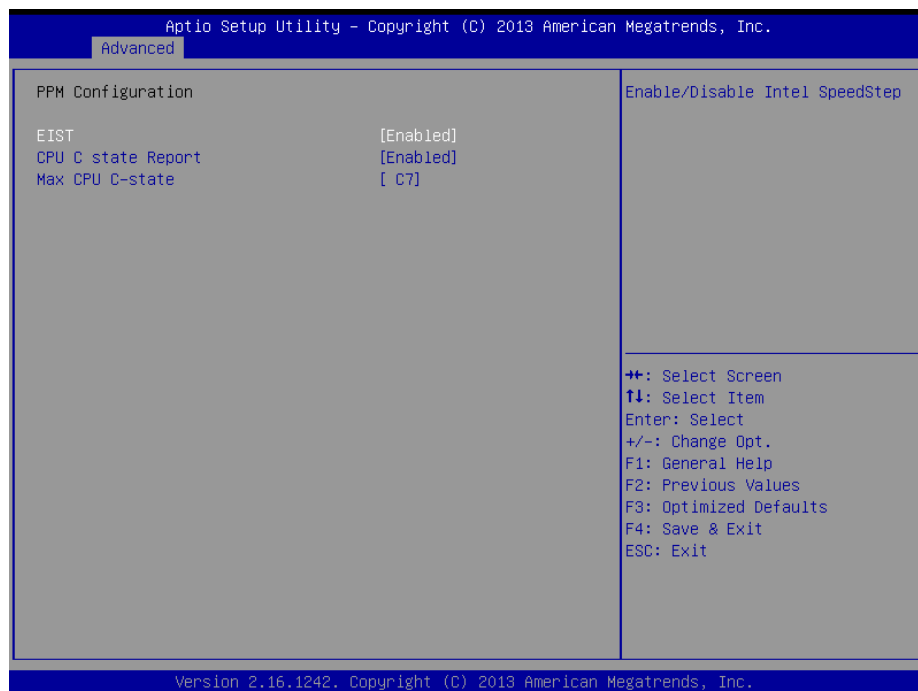 Aptio Setup Utility - Copyright (C) 2013 American Megatrends, Inc.
Advanced
PPM Configuration
EIST [Enabled]
CPU C state Report [Enabled]
Max CPU C-state [ C7]
Enable/Disable Intel SpeedStep
→←: Select Screen
↑↓: Select Item
Enter: Select
+/-: Change Opt.
F1: General Help
F2: Previous Values
F3: Optimized Defaults
F4: Save & Exit
ESC: Exit
Version 2.16.1242. Copyright (C) 2013 American Megatrends, Inc.